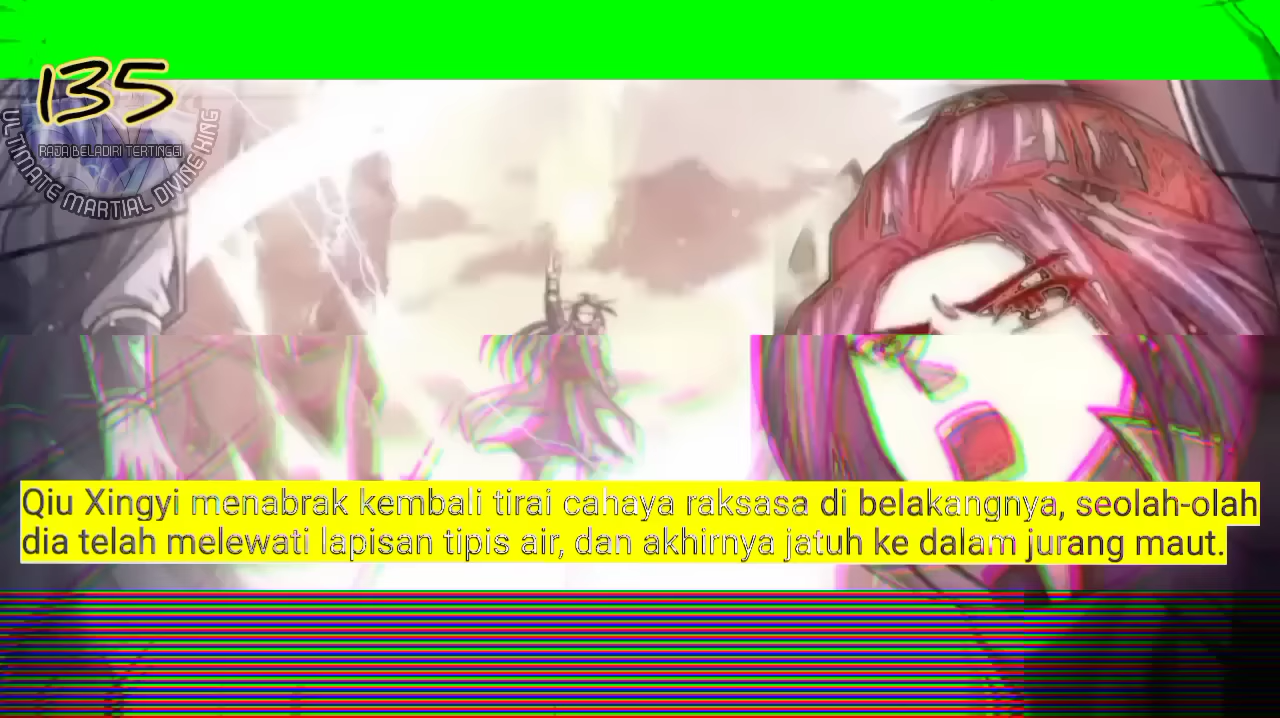 135
RAJA BELADIRI TERTINGGI
ULTIMATE MARTIAL DIVINE KING
Qiu Xingyi menabrak kembali tirai cahaya raksasa di belakangnya, seolah-olah
dia telah melewati lapisan tipis air, dan akhirnya jatuh ke dalam jurang maut.